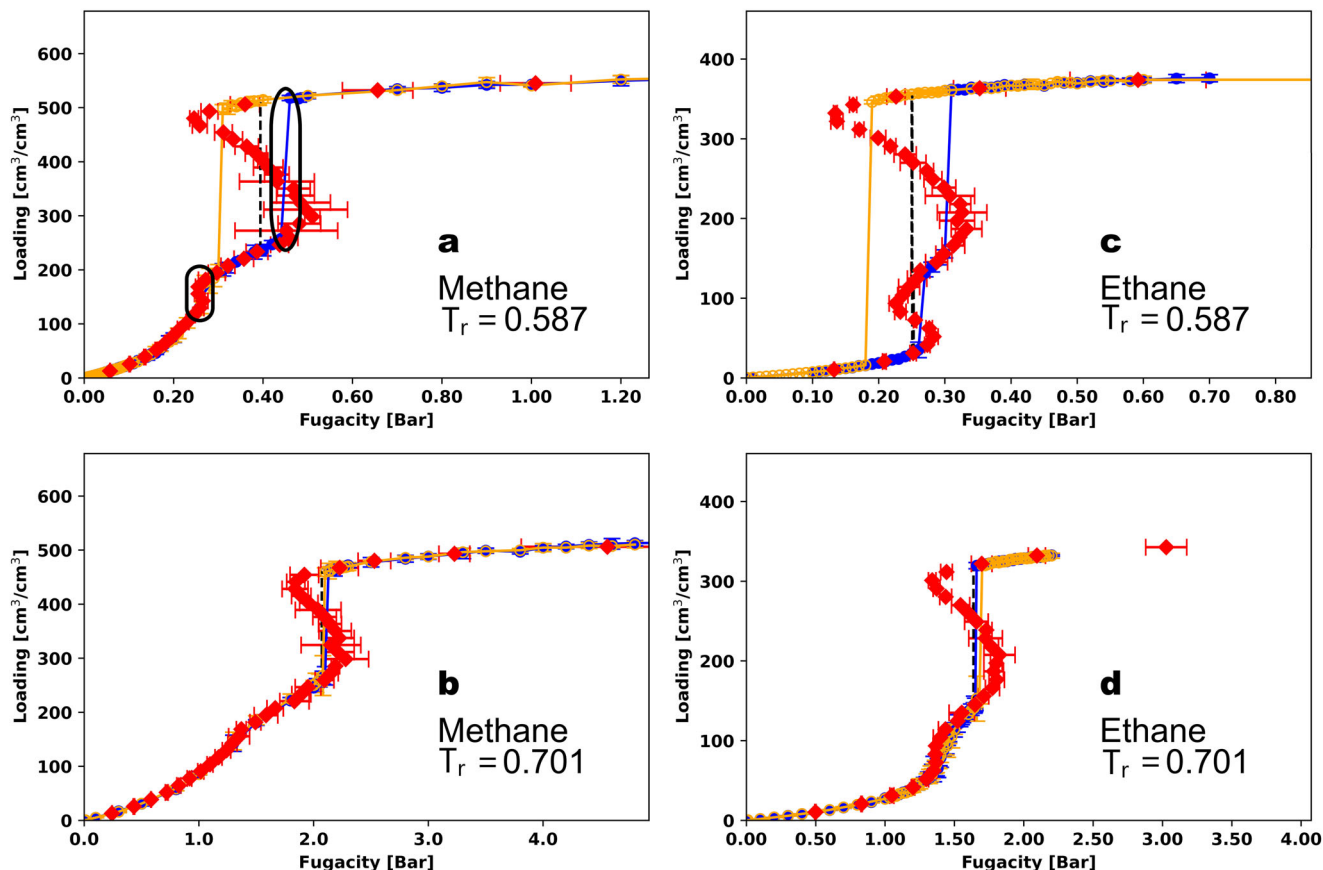 600
500
400
300
200
100
0
Loading [cm³/cm³]
0.00 0.20 0.40 0.60 0.80 1.00 1.20
Fugacity [Bar]
a
Methane
Tr = 0.587
400
300
200
100
0
Loading [cm³/cm³]
0.00 0.10 0.20 0.30 0.40 0.50 0.60 0.70 0.80
Fugacity [Bar]
c
Ethane
Tr = 0.587
600
500
400
300
200
100
0
Loading [cm³/cm³]
0.0 1.0 2.0 3.0 4.0
Fugacity [Bar]
b
Methane
Tr = 0.701
400
300
200
100
0
Loading [cm³/cm³]
0.00 0.50 1.00 1.50 2.00 2.50 3.00 3.50 4.00
Fugacity [Bar]
d
Ethane
Tr = 0.701